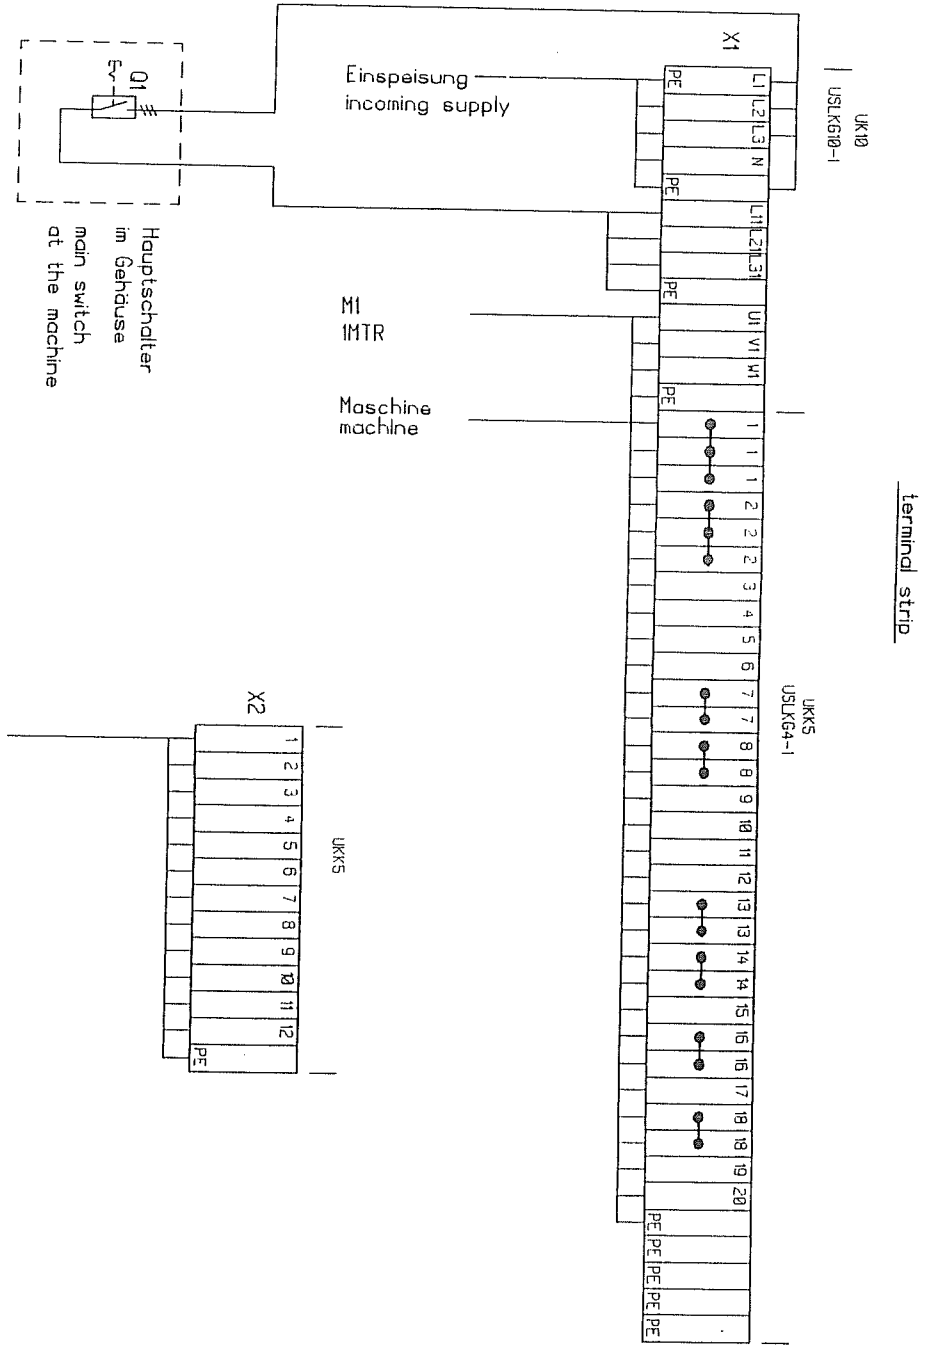 terminal strip
UK10
USLKG10-1
X1
L1
L2
L3
N
PE
PE
L11
L21
L31
PE
U1
V1
W1
PE
1
1
1
2
2
2
3
4
5
6
7
7
8
8
9
10
11
12
13
13
14
14
15
16
16
17
18
18
19
20
PE
PE
PE
PE
PE
UKK5
USLKG4-1
Einspeisung
incoming supply
M1
1MTR
Maschine
machine
Q1
Hauptschalter
in Gehäuse
main switch
at the machine
X2
UKK5
1
2
3
4
5
6
7
8
9
10
11
12
PE